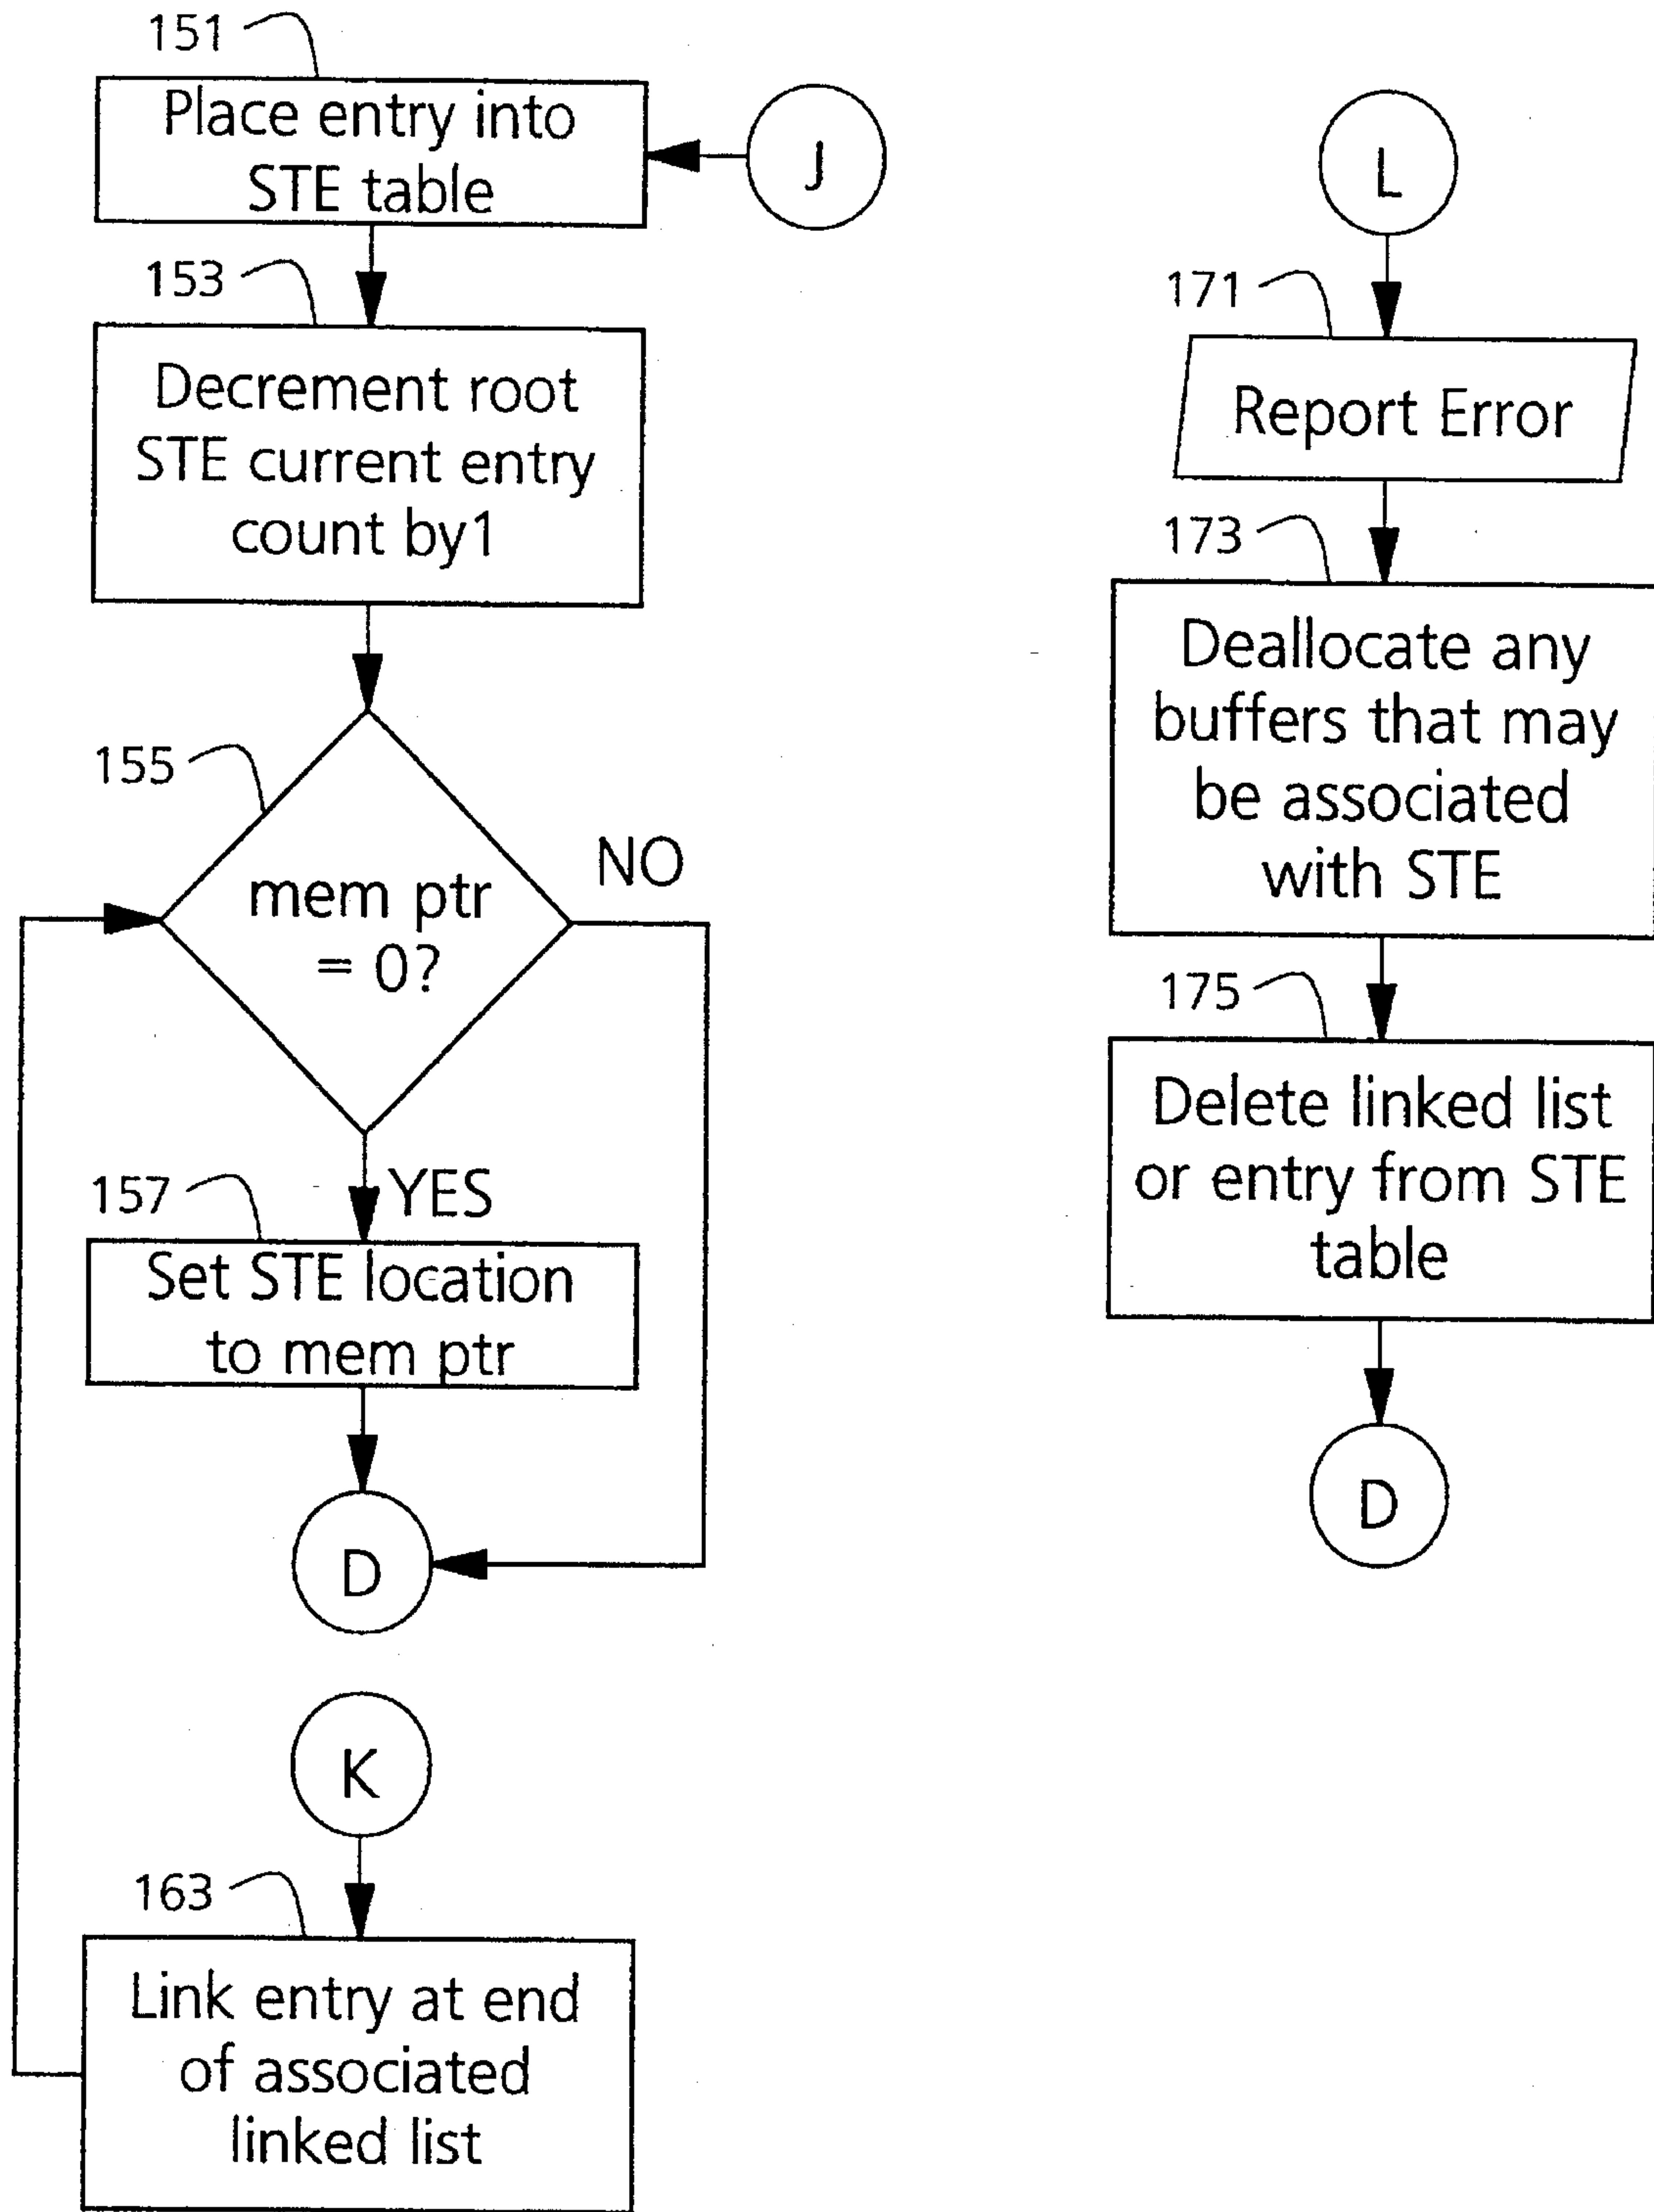 151
Place entry into
STE table
J
153
Decrement root
STE current entry
count by1
155
mem ptr
= 0?
NO
YES
157
Set STE location
to mem ptr
D
K
163
Link entry at end
of associated
linked list
L
171
Report Error
173
Deallocate any
buffers that may
be associated
with STE
175
Delete linked list
or entry from STE
table
D